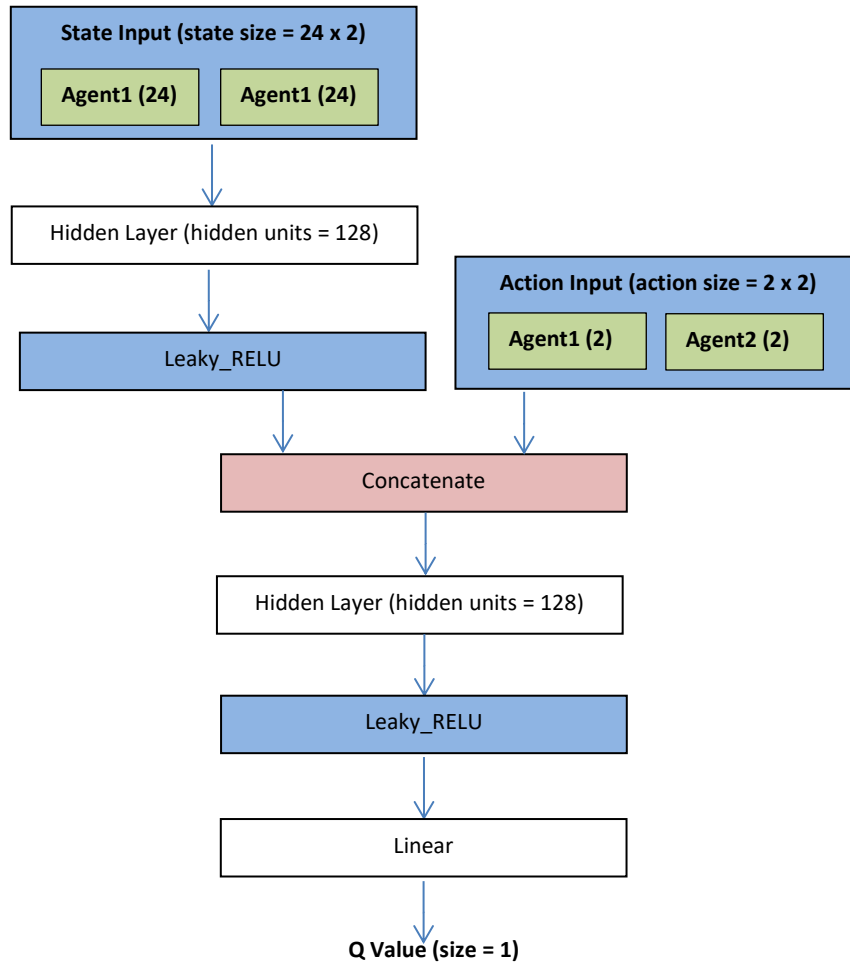 State Input (state size = 24 x 2)
Agent1 (24)
Agent1 (24)
Hidden Layer (hidden units = 128)
Action Input (action size = 2 x 2)
Agent1 (2)
Agent2 (2)
Leaky_RELU
Concatenate
Hidden Layer (hidden units = 128)
Leaky_RELU
Linear
Q Value (size = 1)